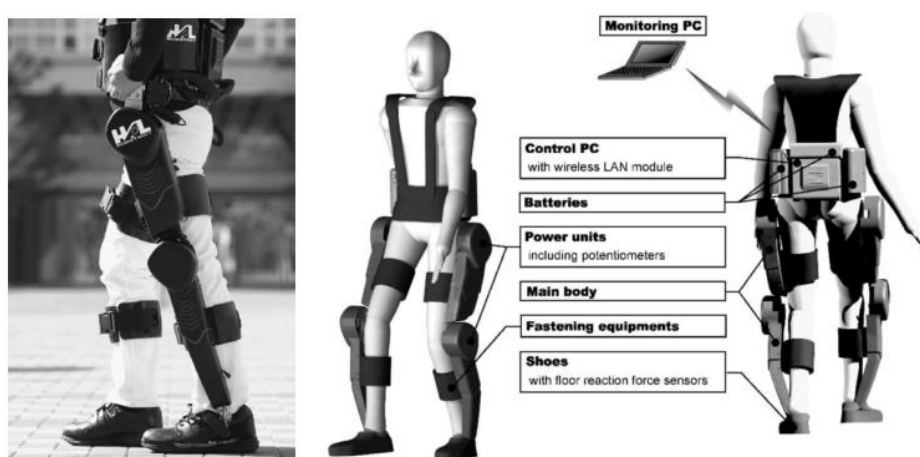 HAL
HAL
Monitoring PC
Control PC
with wireless LAN module
Batteries
Power units
including potentiometers
Main body
Fastening equipments
Shoes
with floor reaction force sensors